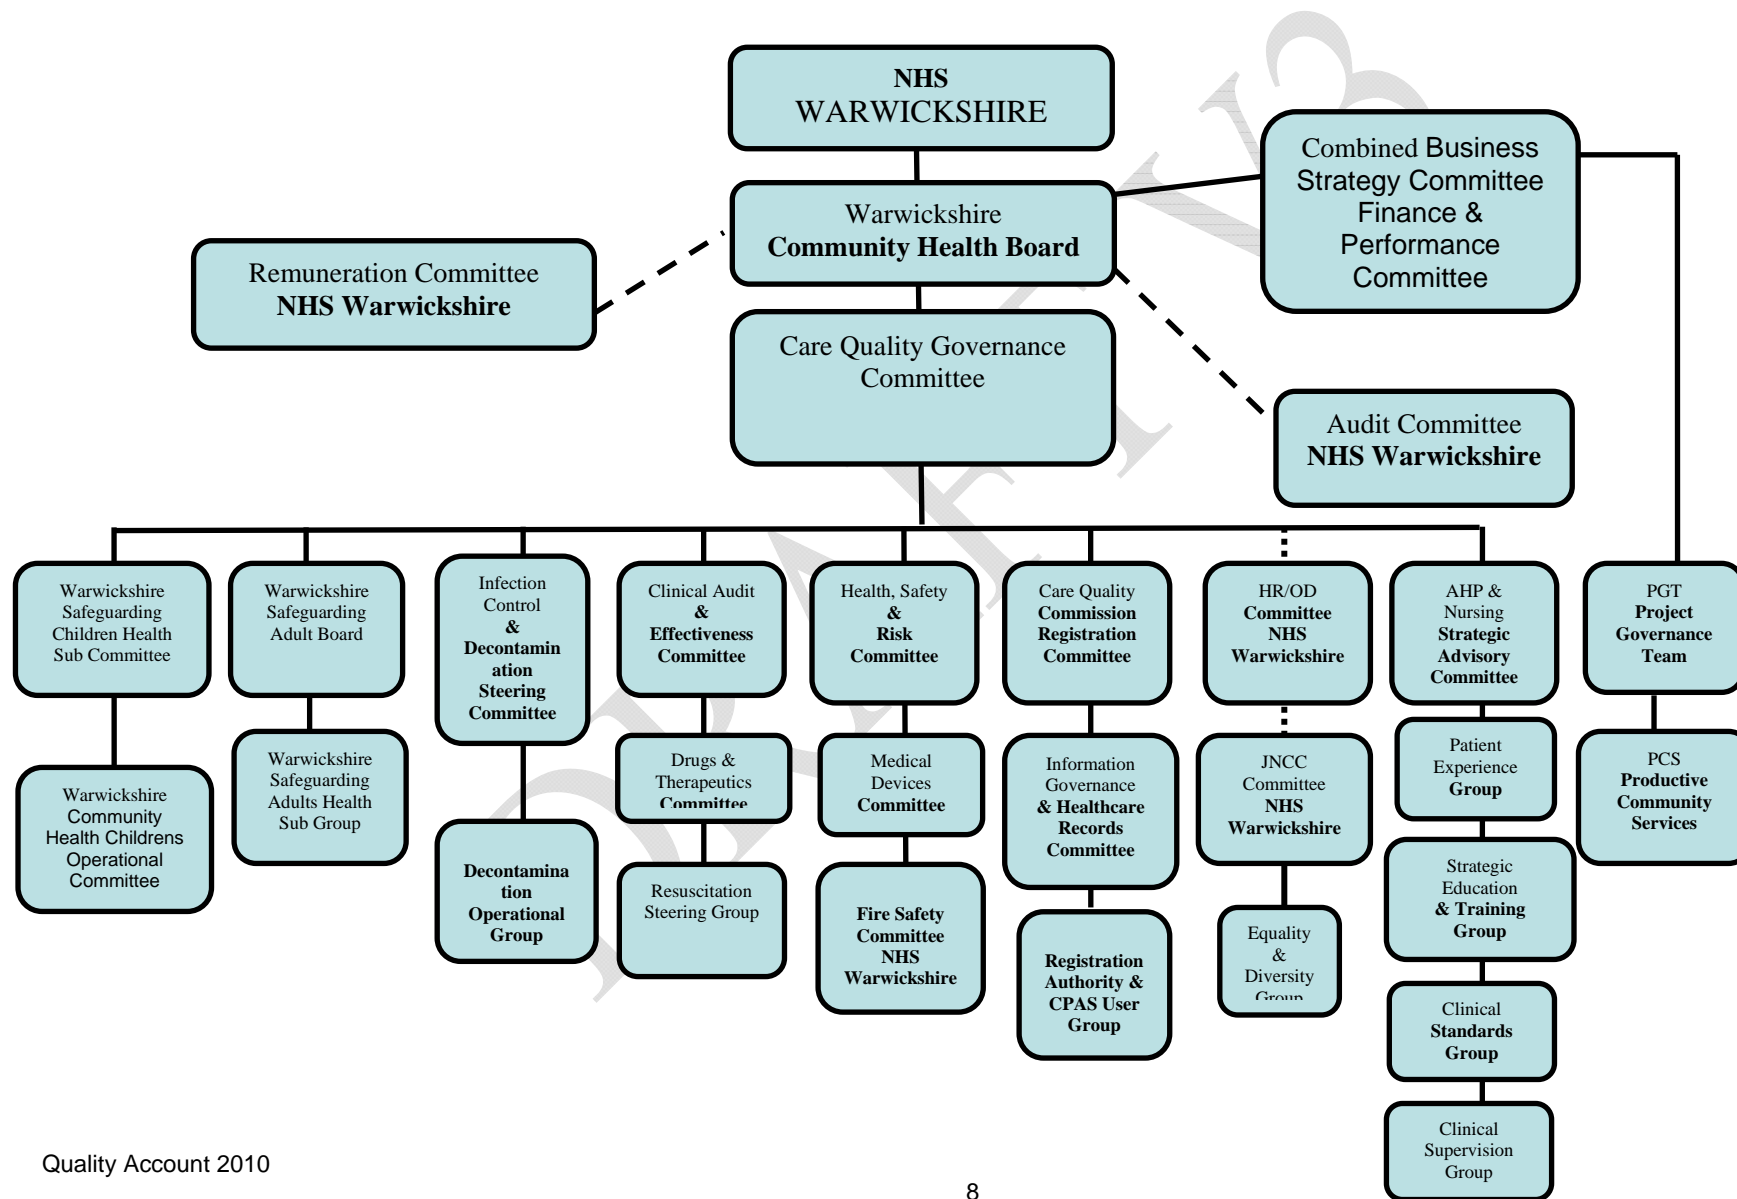 DRAFT V3
NHS
WARWICKSHIRE
Combined Business
Strategy Committee
Finance &
Performance
Committee
Warwickshire
Community Health Board
Remuneration Committee
NHS Warwickshire
Care Quality Governance
Committee
Audit Committee
NHS Warwickshire
Warwickshire
Safeguarding
Children Health
Sub Committee
Warwickshire
Safeguarding
Adult Board
Infection
Control
&
Decontamin
ation
Steering
Committee
Clinical Audit
&
Effectiveness
Committee
Health, Safety
&
Risk
Committee
Care Quality
Commission
Registration
Committee
HR/OD
Committee
NHS
Warwickshire
AHP &
Nursing
Strategic
Advisory
Committee
PGT
Project
Governance
Team
Warwickshire
Community
Health Childrens
Operational
Committee
Warwickshire
Safeguarding
Adults Health
Sub Group
Decontamina
tion
Operational
Group
Drugs &
Therapeutics
Committee
Medical
Devices
Committee
Information
Governance
& Healthcare
Records
Committee
JNCC
Committee
NHS
Warwickshire
Patient
Experience
Group
PCS
Productive
Community
Services
Resuscitation
Steering Group
Fire Safety
Committee
NHS
Warwickshire
Registration
Authority &
CPAS User
Group
Equality
&
Diversity
Group
Strategic
Education
& Training
Group
Clinical
Standards
Group
Clinical
Supervision
Group
Quality Account 2010
8